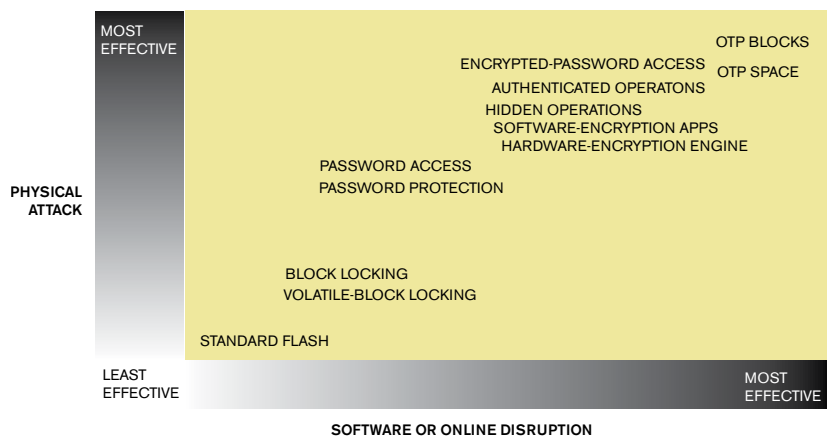 MOST
EFFECTIVE
OTP BLOCKS
ENCRYPTED-PASSWORD ACCESS
OTP SPACE
AUTHENTICATED OPERATONS
HIDDEN OPERATIONS
SOFTWARE-ENCRYPTION APPS
HARDWARE-ENCRYPTION ENGINE
PASSWORD ACCESS
PASSWORD PROTECTION
PHYSICAL
ATTACK
BLOCK LOCKING
VOLATILE-BLOCK LOCKING
STANDARD FLASH
LEAST
EFFECTIVE
MOST
EFFECTIVE
SOFTWARE OR ONLINE DISRUPTION